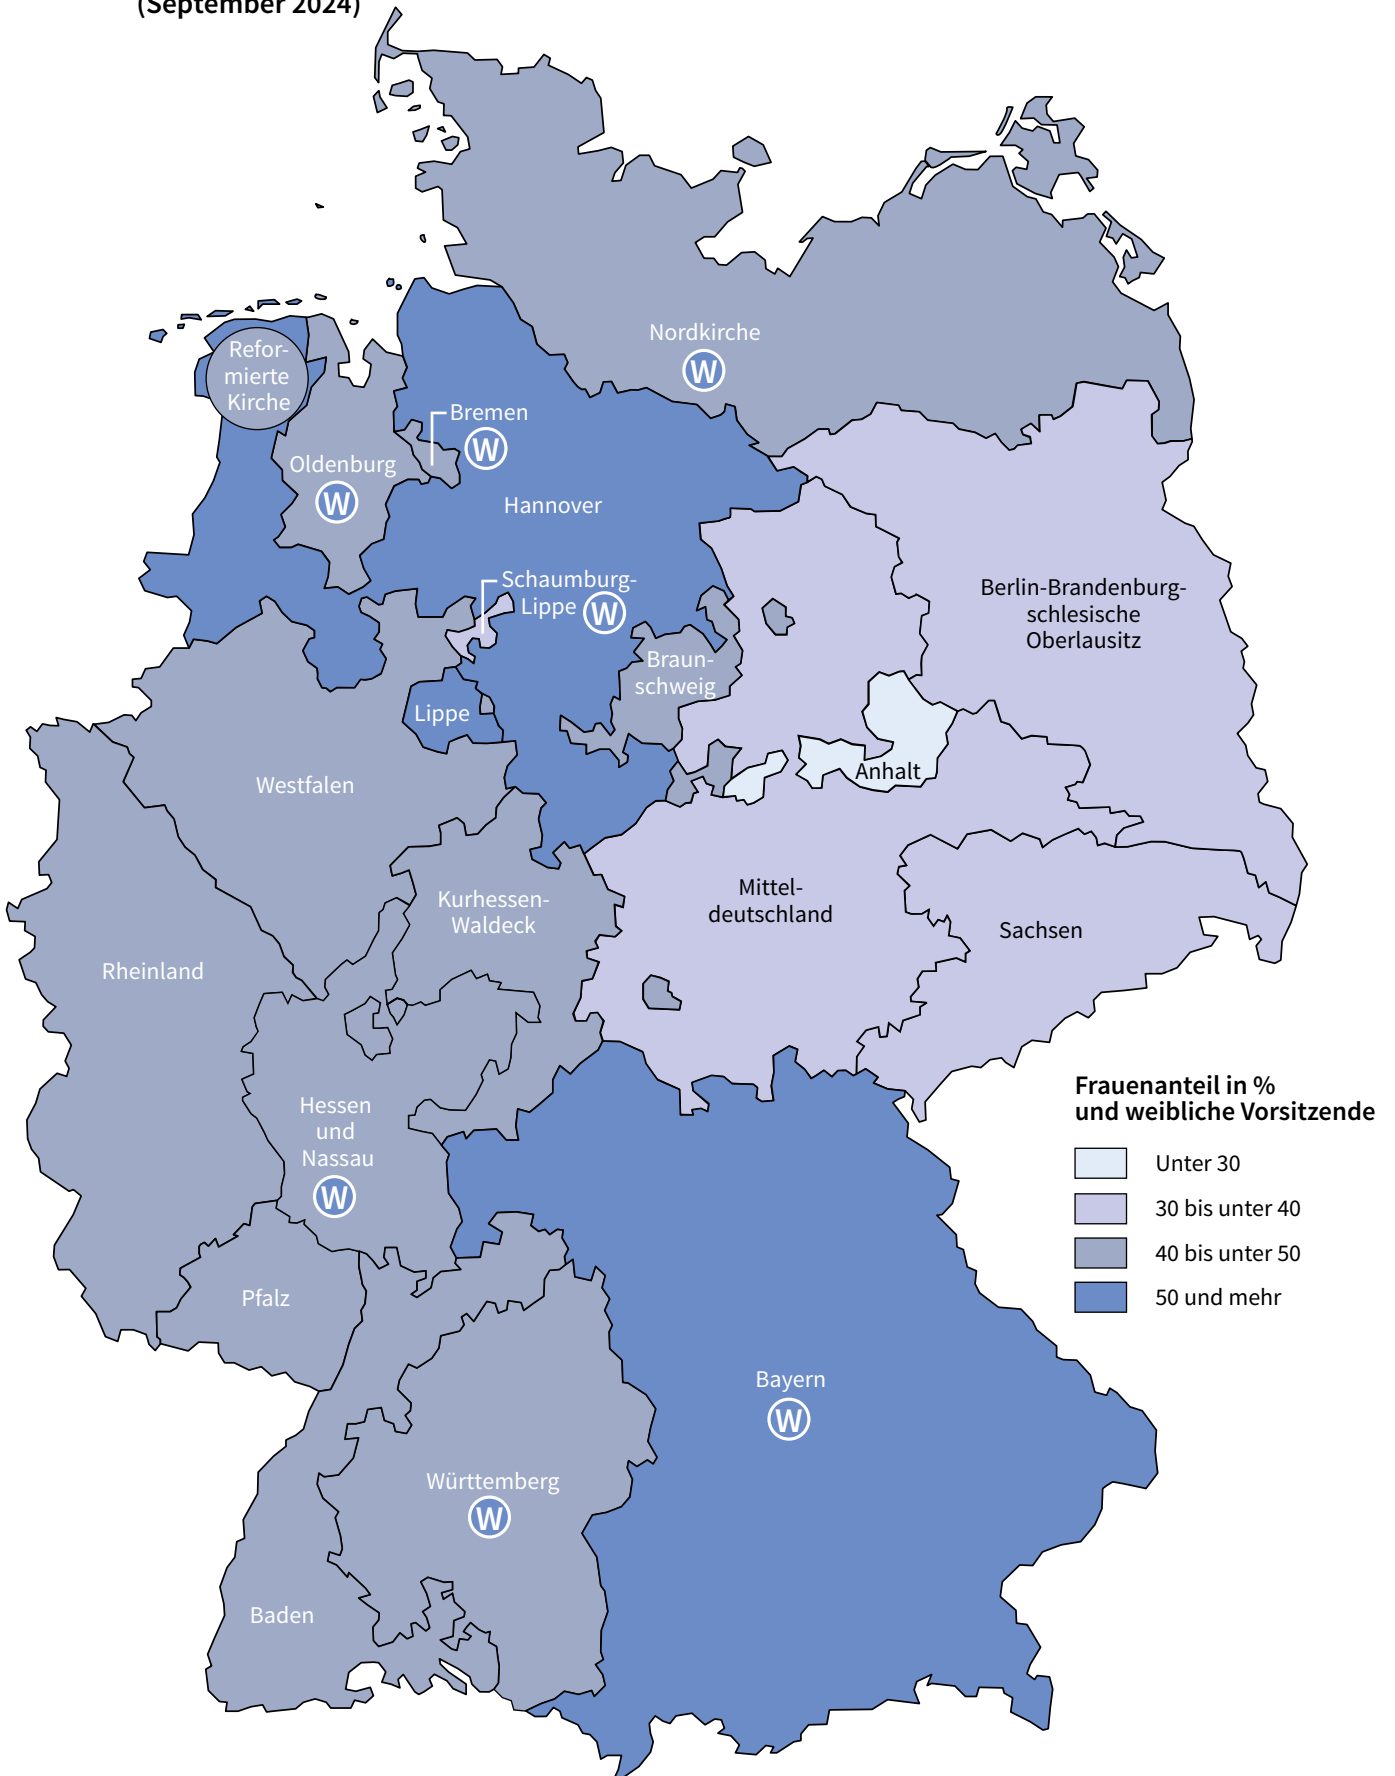 (September 2024)
Nordkirche
W
Refor-
mierte
Kirche
Bremen
W
Oldenburg
W
Hannover
Schaumburg-
Lippe W
Berlin-Brandenburg-
schlesische
Oberlausitz
Braun-
schweig
Lippe
Westfalen
Anhalt
Kurhessen-
Waldeck
Mittel-
deutschland
Sachsen
Rheinland
Hessen
und
Nassau
W
Frauenanteil in %
und weibliche Vorsitzende
Unter 30
30 bis unter 40
40 bis unter 50
50 und mehr
Pfalz
Bayern
W
Württemberg
W
Baden